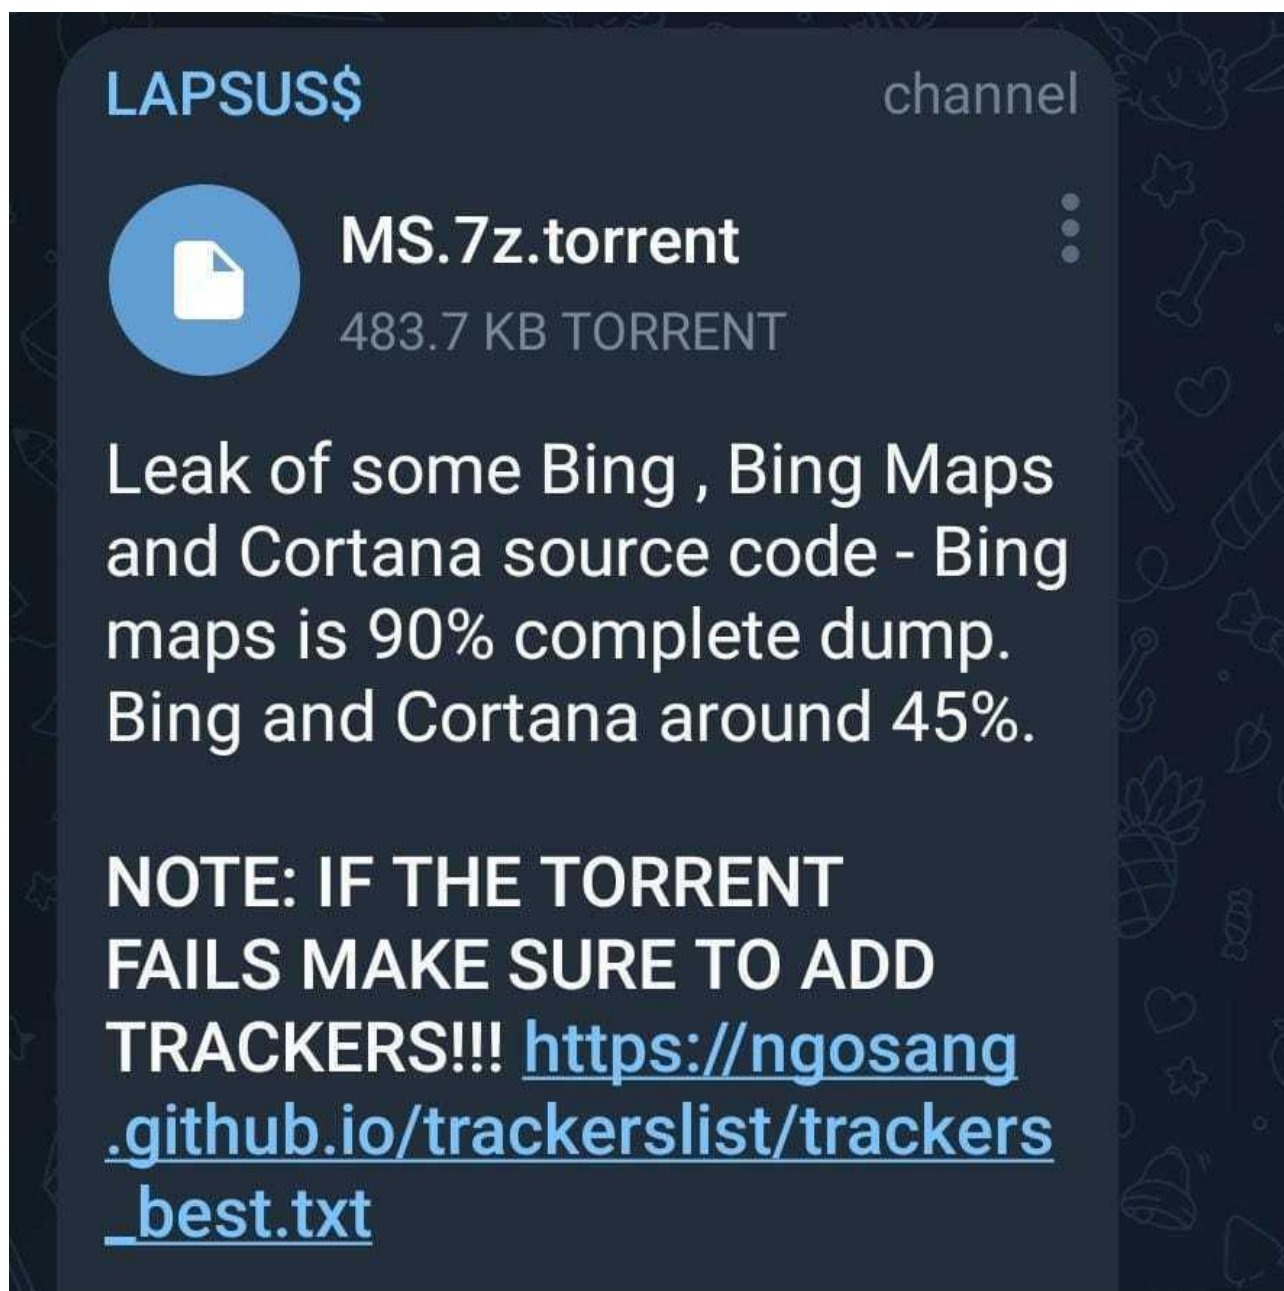 LAPSUS$ channel
MS.7z.torrent
483.7 KB TORRENT
Leak of some Bing , Bing Maps
and Cortana source code - Bing
maps is 90% complete dump.
Bing and Cortana around 45%.
NOTE: IF THE TORRENT
FAILS MAKE SURE TO ADD
TRACKERS!!! https://ngosang
.github.io/trackerslist/trackers
_best.txt